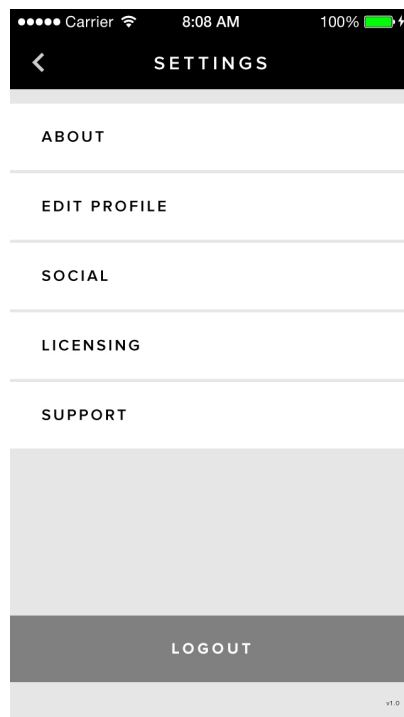 Carrier 8:08 AM 100%
SETTINGS
ABOUT
EDIT PROFILE
SOCIAL
LICENSING
SUPPORT
LOGOUT
v1.0